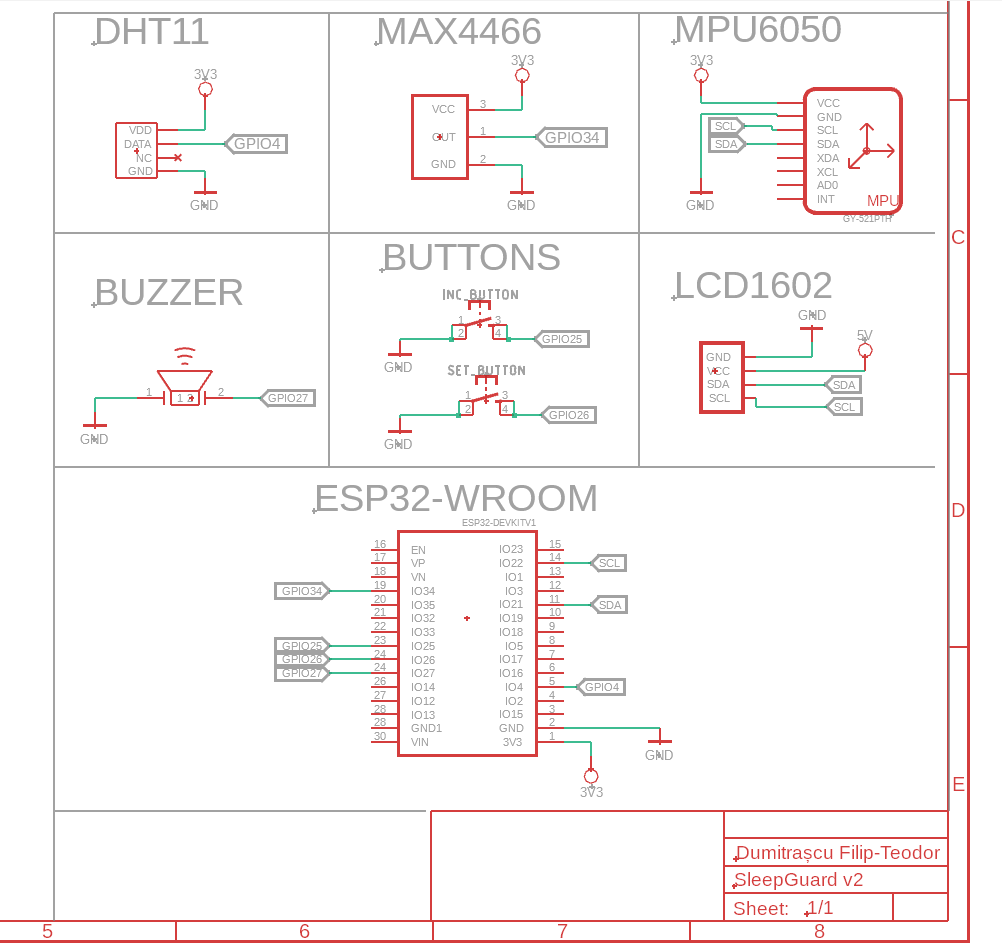 DHT11
3V3
VDD
DATA
NC
GND
GPIO4
GND
MAX4466
3V3
VCC 3
OUT 1
GND 2
GPIO34
GND
MPU6050
3V3
SCL
SDA
GND
VCC
GND
SCL
SDA
XDA
XCL
AD0
INT
MPU
GY-521PTH
C
BUZZER
1
1 2
2
GPIO27
GND
BUTTONS
INC_BUTTON
1 3
2 4
GPIO25
GND
SET_BUTTON
1 3
2 4
GPIO26
GND
LCD1602
GND
5V
GND
VCC
SDA
SCL
SDA
SCL
D
ESP32-WROOM
ESP32-DEVKITV1
16 EN IO23 15
17 VP IO22 14 SCL
18 VN IO1 13
GPIO34 19 IO34 IO3 12
20 IO35 IO21 11 SDA
21 IO32 IO19 10
22 IO33 IO18 9
GPIO25 23 IO25 IO5 8
GPIO26 24 IO26 IO17 7
GPIO27 24 IO27 IO16 6
26 IO14 IO4 5 GPIO4
27 IO12 IO2 4
28 IO13 IO15 3
28 GND1 GND 2
30 VIN 3V3 1
GND
3V3
E
Dumitrașcu Filip-Teodor
SleepGuard v2
Sheet: 1/1
5 6 7 8